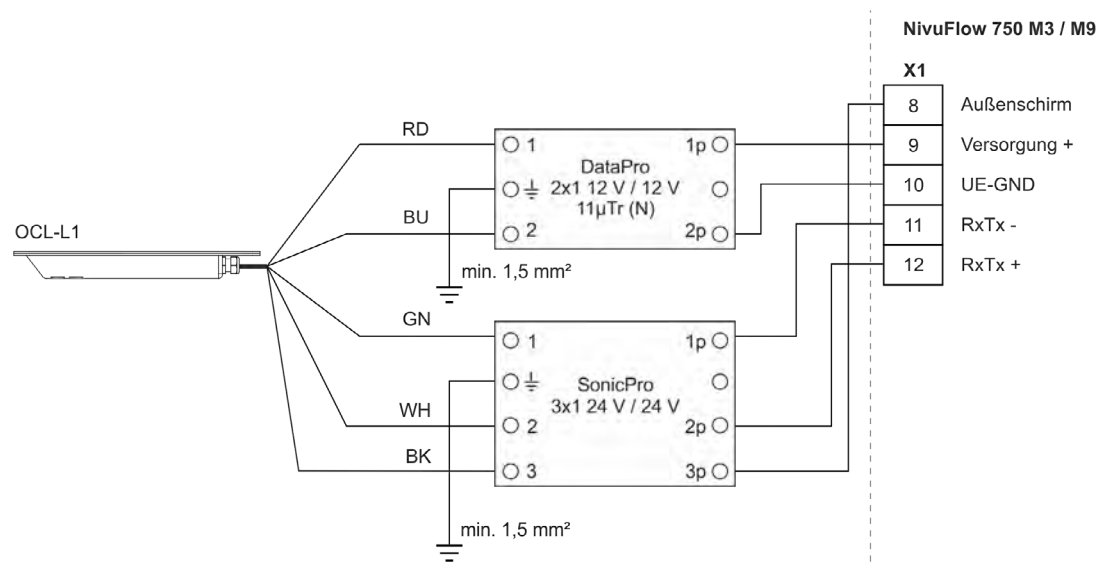 NivuFlow 750 M3 / M9
X1
8 Außenschirm
RD
1 1p
9 Versorgung +
DataPro
2x1 12 V / 12 V
11µTr (N)
10 UE-GND
BU
2 2p
11 RxTx -
OCL-L1
min. 1,5 mm²
12 RxTx +
GN
1 1p
SonicPro
3x1 24 V / 24 V
WH
2 2p
BK
3 3p
min. 1,5 mm²